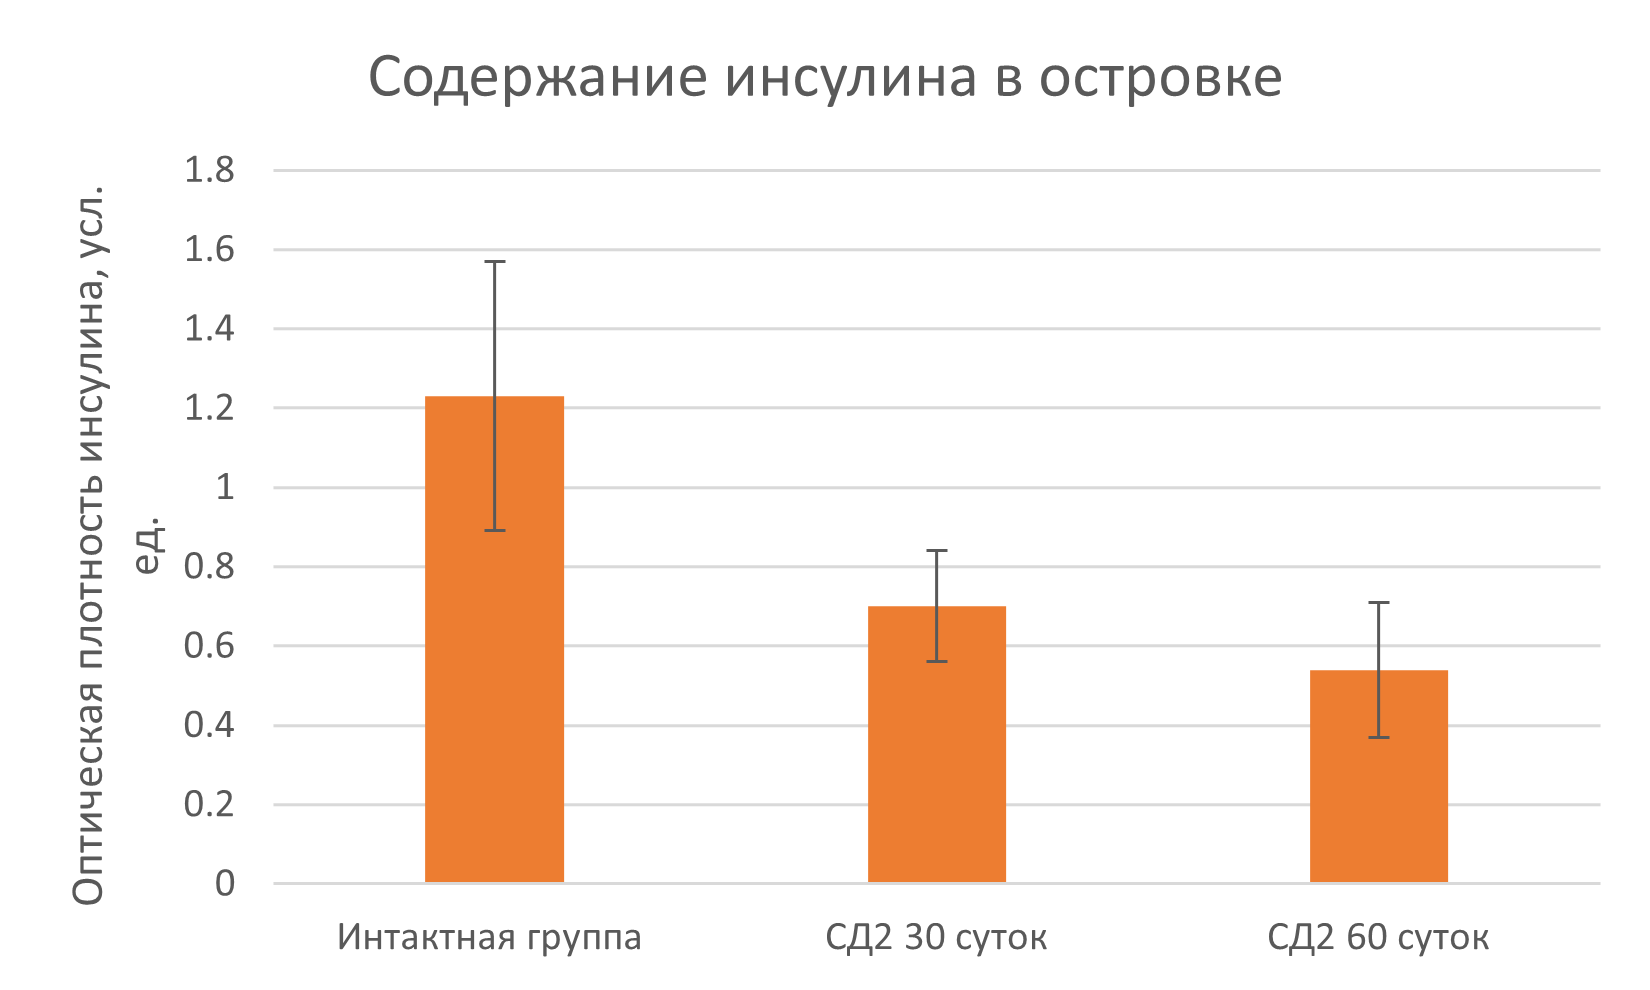 Содержание инсулина в островке
Оптическая плотность инсулина, усл.
ед.
1.8
1.6
1.4
1.2
1
0.8
0.6
0.4
0.2
0
Интактная группа
СД2 30 суток
СД2 60 суток